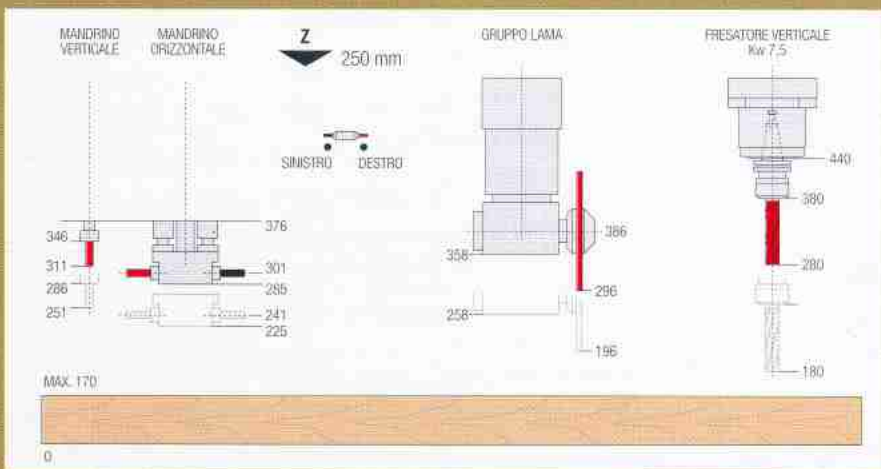 MANDRINO
VERTICALE
MANDRINO
ORIZZONTALE
Z
250 mm
GRUPPO LAMA
FRESATORE VERTICALE
Kw 7,5
SINISTRO
DESTRO
440
380
280
180
346
311
286
251
376
301
285
241
225
358
258
386
296
196
MAX. 170
0